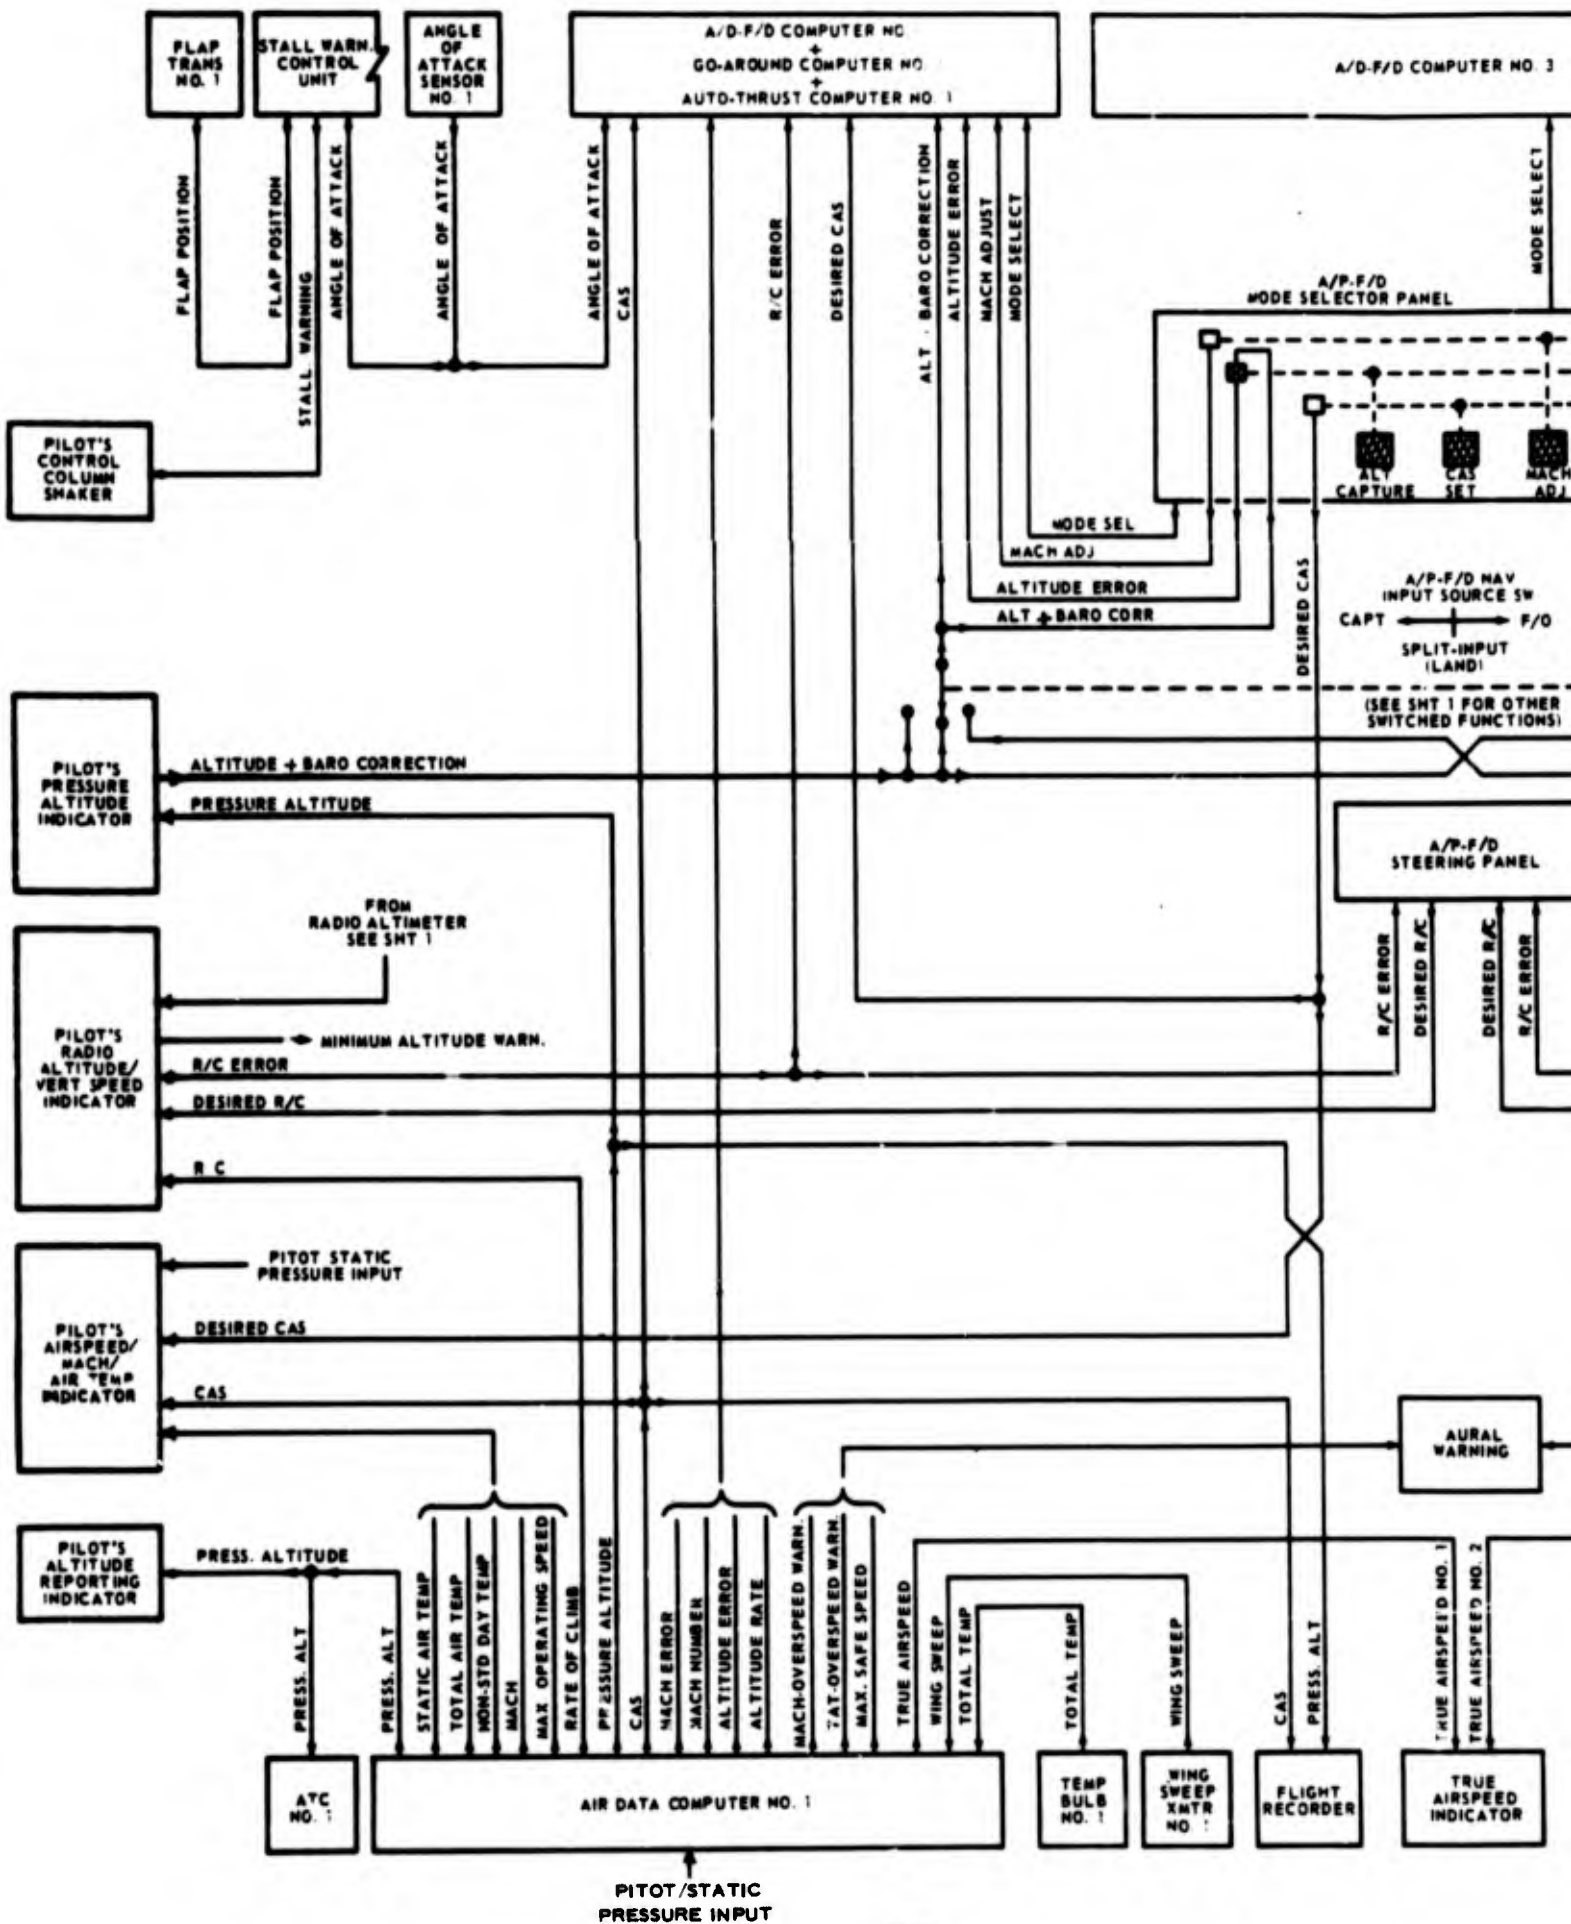 FLAP
TRANS
NO. 1
STALL WARN.
CONTROL
UNIT
ANGLE
OF
ATTACK
SENSOR
NO. 1
A/D-F/D COMPUTER NO.
+
GO-AROUND COMPUTER NO.
+
AUTO-THRUST COMPUTER NO. 1
A/D-F/D COMPUTER NO. 3
FLAP POSITION
FLAP POSITION
STALL WARNING
ANGLE OF ATTACK
ANGLE OF ATTACK
ANGLE OF ATTACK
CAS
R/C ERROR
DESIRED CAS
ALT . BARO CORRECTION
ALTITUDE ERROR
MACH ADJUST
MODE SELECT
MODE SELECT
A/P-F/D
MODE SELECTOR PANEL
ALT
CAPTURE
CAS
SET
MACH
ADJ
PILOT'S
CONTROL
COLUMN
SHAKER
MODE SEL
MACH ADJ
ALTITUDE ERROR
ALT + BARO CORR
DESIRED CAS
A/P-F/D NAV
INPUT SOURCE SW
CAPT F/O
SPLIT-INPUT
(LAND)
(SEE SHT 1 FOR OTHER
SWITCHED FUNCTIONS)
PILOT'S
PRESSURE
ALTITUDE
INDICATOR
ALTITUDE + BARO CORRECTION
PRESSURE ALTITUDE
A/P-F/D
STEERING PANEL
R/C ERROR
DESIRED R/C
DESIRED R/C
R/C ERROR
FROM
RADIO ALTIMETER
SEE SHT 1
PILOT'S
RADIO
ALTITUDE/
VERT SPEED
INDICATOR
MINIMUM ALTITUDE WARN.
R/C ERROR
DESIRED R/C
R C
PILOT'S
AIRSPEED/
MACH/
AIR TEMP
INDICATOR
PITOT STATIC
PRESSURE INPUT
DESIRED CAS
CAS
AURAL
WARNING
PILOT'S
ALTITUDE
REPORTING
INDICATOR
PRESS. ALTITUDE
PRESS. ALT
PRESS. ALT
STATIC AIR TEMP
TOTAL AIR TEMP
NON-STD DAY TEMP
MACH
MAX OPERATING SPEED
RATE OF CLIMB
PRESSURE ALTITUDE
CAS
MACH ERROR
MACH NUMBER
ALTITUDE ERROR
ALTITUDE RATE
MACH-OVERSPEED WARN.
TAT-OVERSPEED WARN.
MAX. SAFE SPEED
TRUE AIRSPEED
WING SWEEP
TOTAL TEMP
TOTAL TEMP
WING SWEEP
CAS
PRESS. ALT
TRUE AIRSPEED NO. 1
TRUE AIRSPEED NO. 2
ATC
NO. 1
AIR DATA COMPUTER NO. 1
TEMP
BULB
NO. 1
WING
SWEEP
XMTR
NO. 1
FLIGHT
RECORDER
TRUE
AIRSPEED
INDICATOR
PITOT/STATIC
PRESSURE INPUT